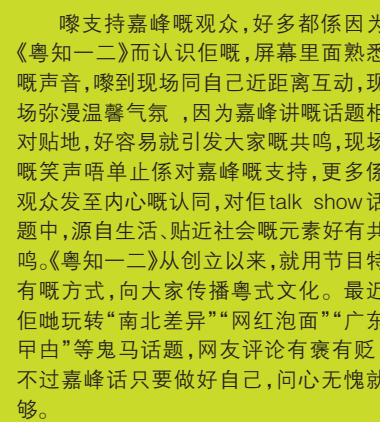 嚟支持嘉峰嘅观众,好多都係因为
《粤知一二》而认识佢嘅,屏幕里面熟悉
嘅声音,嚟到现场同自己近距离互动,现
场弥漫温馨气氛 ,因为嘉峰讲嘅话题相
对贴地,好容易就引发大家嘅共鸣,现场
嘅笑声唔单止係对嘉峰嘅支持,更多係
观众发至内心嘅认同,对佢talk show话
题中,源自生活、贴近社会嘅元素好有共
鸣。《粤知一二》从创立以来,就用节目特
有嘅方式,向大家传播粤式文化。最近
佢哋玩转“南北差异”“网红泡面”“广东
曱甴”等鬼马话题,网友评论有褒有贬,
不过嘉峰话只要做好自己,问心无愧就
够。